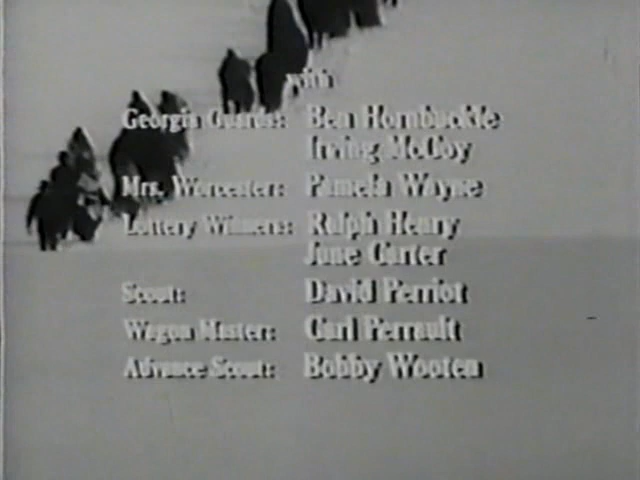 with
Georgia Guards: Ben Hornbuckle
Irving McCoy
Mrs. Worcester: Pamela Wayne
Lottery Winners: Ralph Henry
June Carter
Scout: David Perriot
Wagon Master: Carl Perrault
Advance Scout: Bobby Wooten